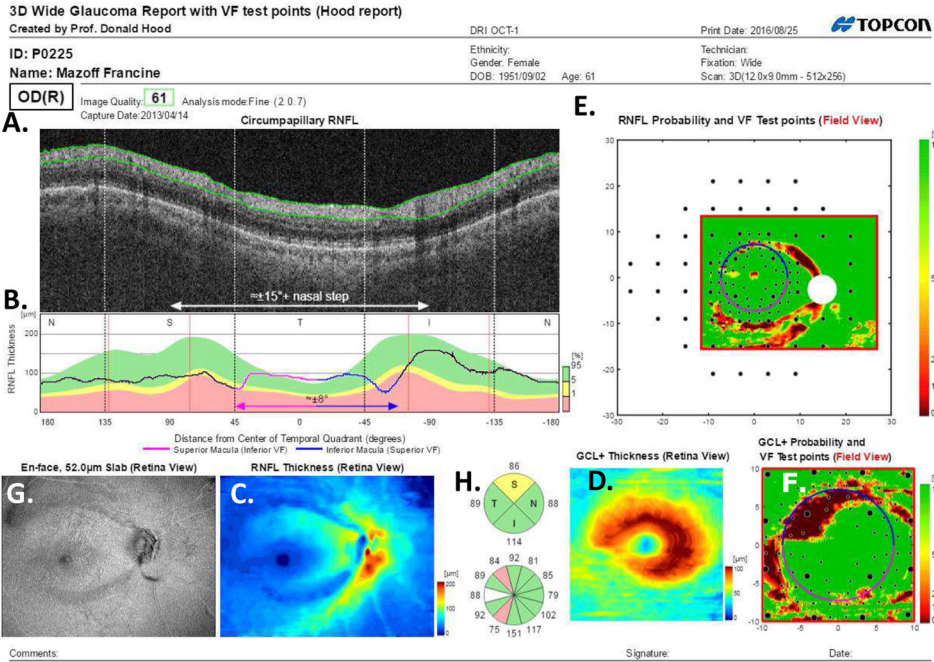 3D Wide Glaucoma Report with VF test points (Hood report)
Created by Prof. Donald Hood
DRI OCT-1
Print Date: 2016/08/25
TOPCON
ID: P0225
Name: Mazoff Francine
Ethnicity:
Gender: Female
DOB: 1951/09/02 Age: 61
Technician:
Fixation: Wide
Scan: 3D(12.0x9.0mm - 512x256)
OD(R)
Image Quality: 61 Analysis mode:Fine (2.0.7)
Capture Date:2013/04/14
A.
Circumpapillary RNFL
≈±15°+ nasal step
B.
[μm]
N S T I N
RNFL Thickness
200
100
0
≈±8°
[%]
95
5
1
180 135 90 45 0 -45 -90 -135 -180
Distance from Center of Temporal Quadrant (degrees)
Superior Macula (Inferior VF) Inferior Macula (Superior VF)
E.
RNFL Probability and VF Test points (Field View)
30
20
10
0
-10
-20
-30
-30 -20 -10 0 10 20 30
En-face, 52.0μm Slab (Retina View)
G.
RNFL Thickness (Retina View)
C.
[μm]
200
100
0
H.
86
S
89 T N 88
I
114
92
84 81
89 85
88 79
92 102
75 117
151
GCL+ Thickness (Retina View)
D.
[μm]
100
50
0
GCL+ Probability and
VF Test points (Field View)
F.
10
5
0
-5
-10
-10 -5 0 5 10
Comments:
Signature:
Date: